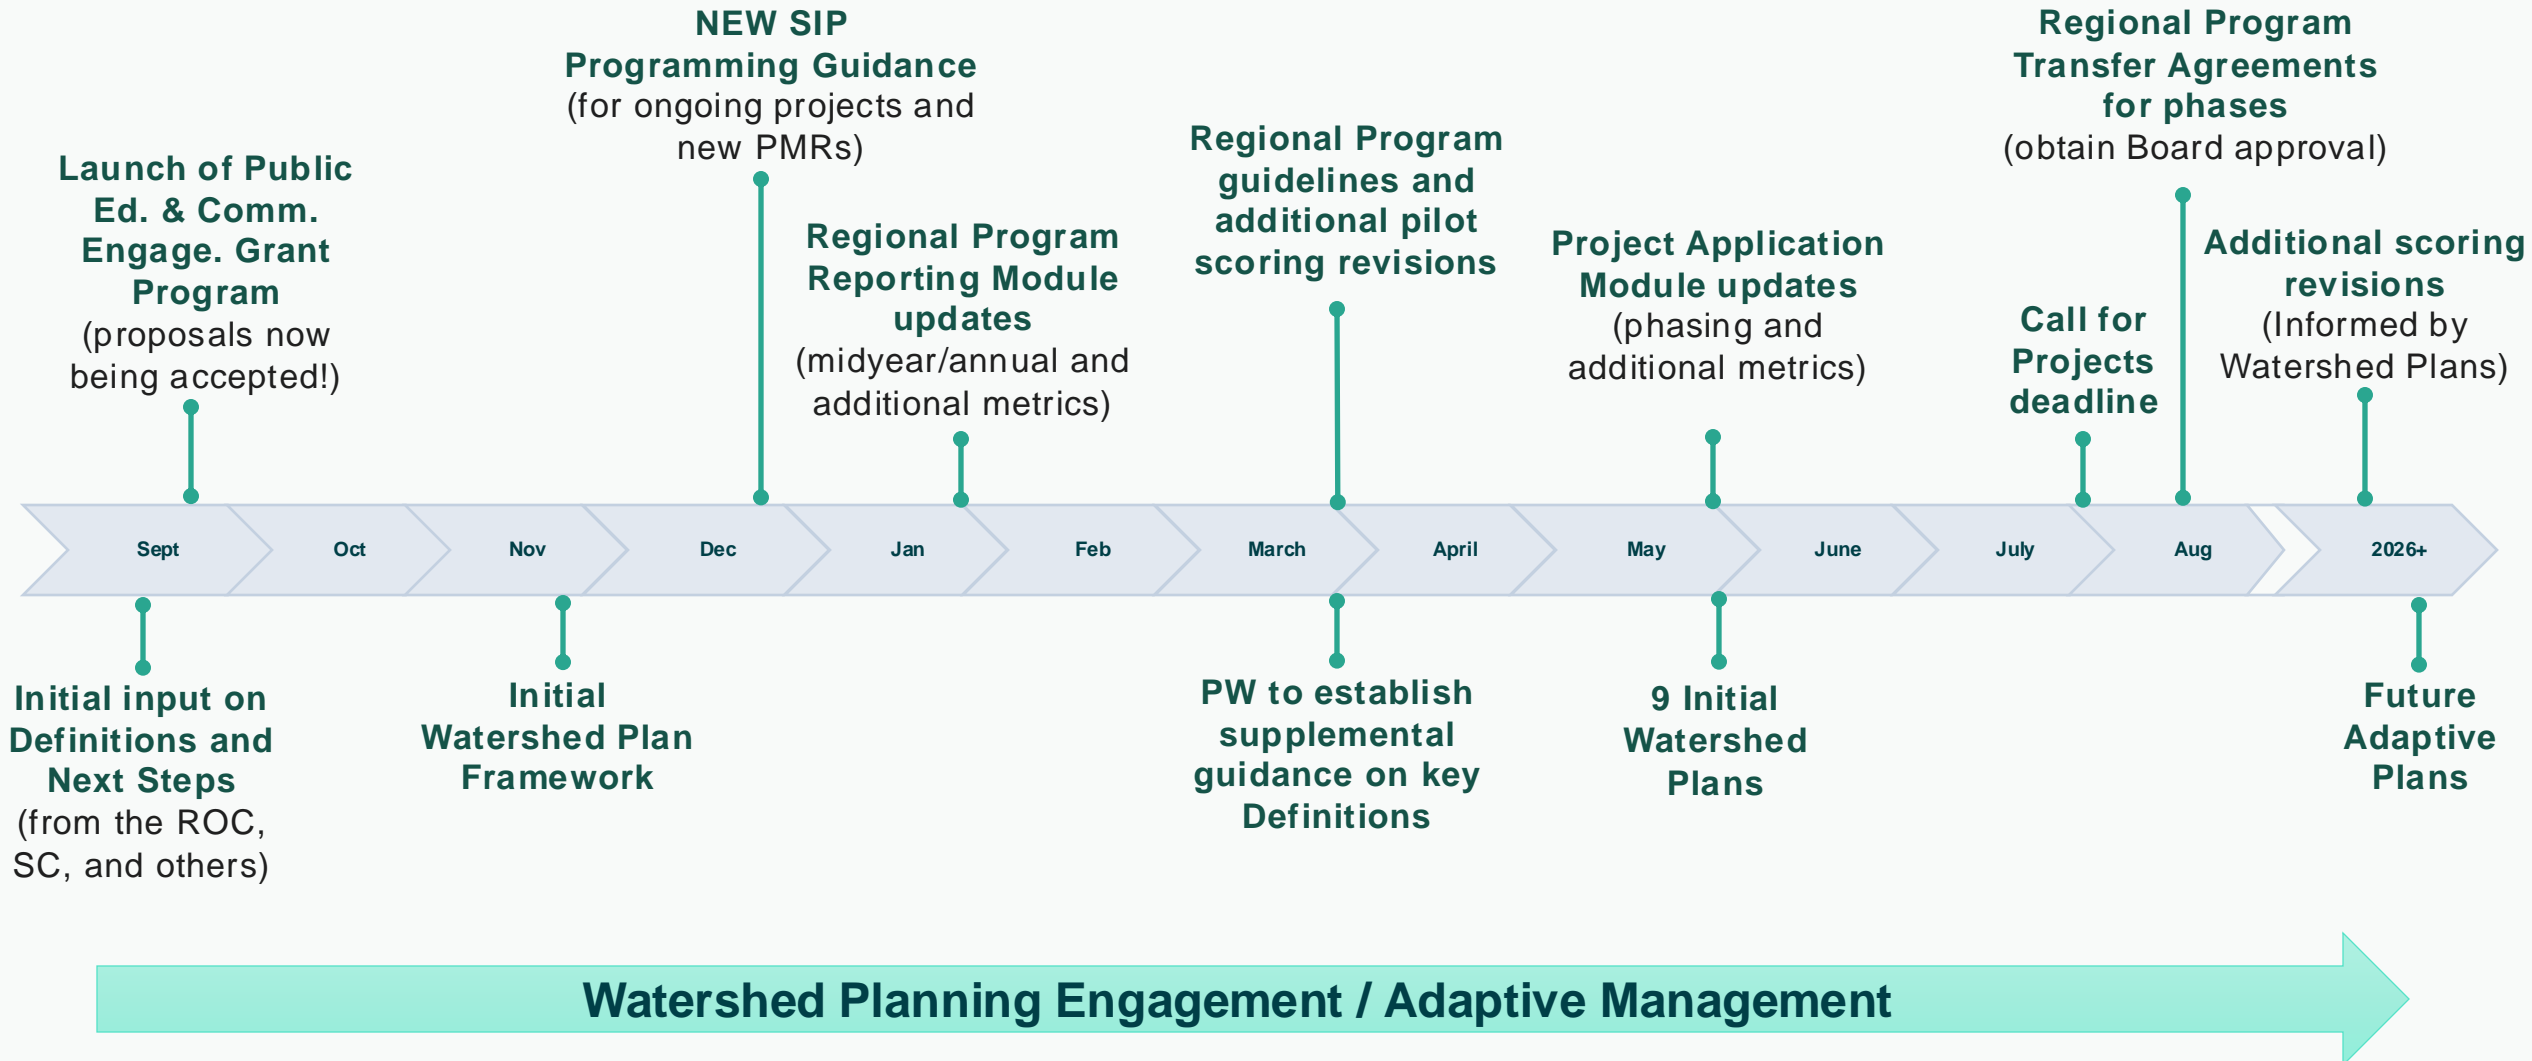 NEW SIP
Programming Guidance
(for ongoing projects and
new PMRs)
Regional Program
Transfer Agreements
for phases
(obtain Board approval)
Launch of Public
Ed. & Comm.
Engage. Grant
Program
(proposals now
being accepted!)
Regional Program
Reporting Module
updates
(midyear/annual and
additional metrics)
Regional Program
guidelines and
additional pilot
scoring revisions
Project Application
Module updates
(phasing and
additional metrics)
Call for
Projects
deadline
Additional scoring
revisions
(Informed by
Watershed Plans)
Sept
Oct
Nov
Dec
Jan
Feb
March
April
May
June
July
Aug
2026+
Initial input on
Definitions and
Next Steps
(from the ROC,
SC, and others)
Initial
Watershed Plan
Framework
PW to establish
supplemental
guidance on key
Definitions
9 Initial
Watershed
Plans
Future
Adaptive
Plans
Watershed Planning Engagement / Adaptive Management